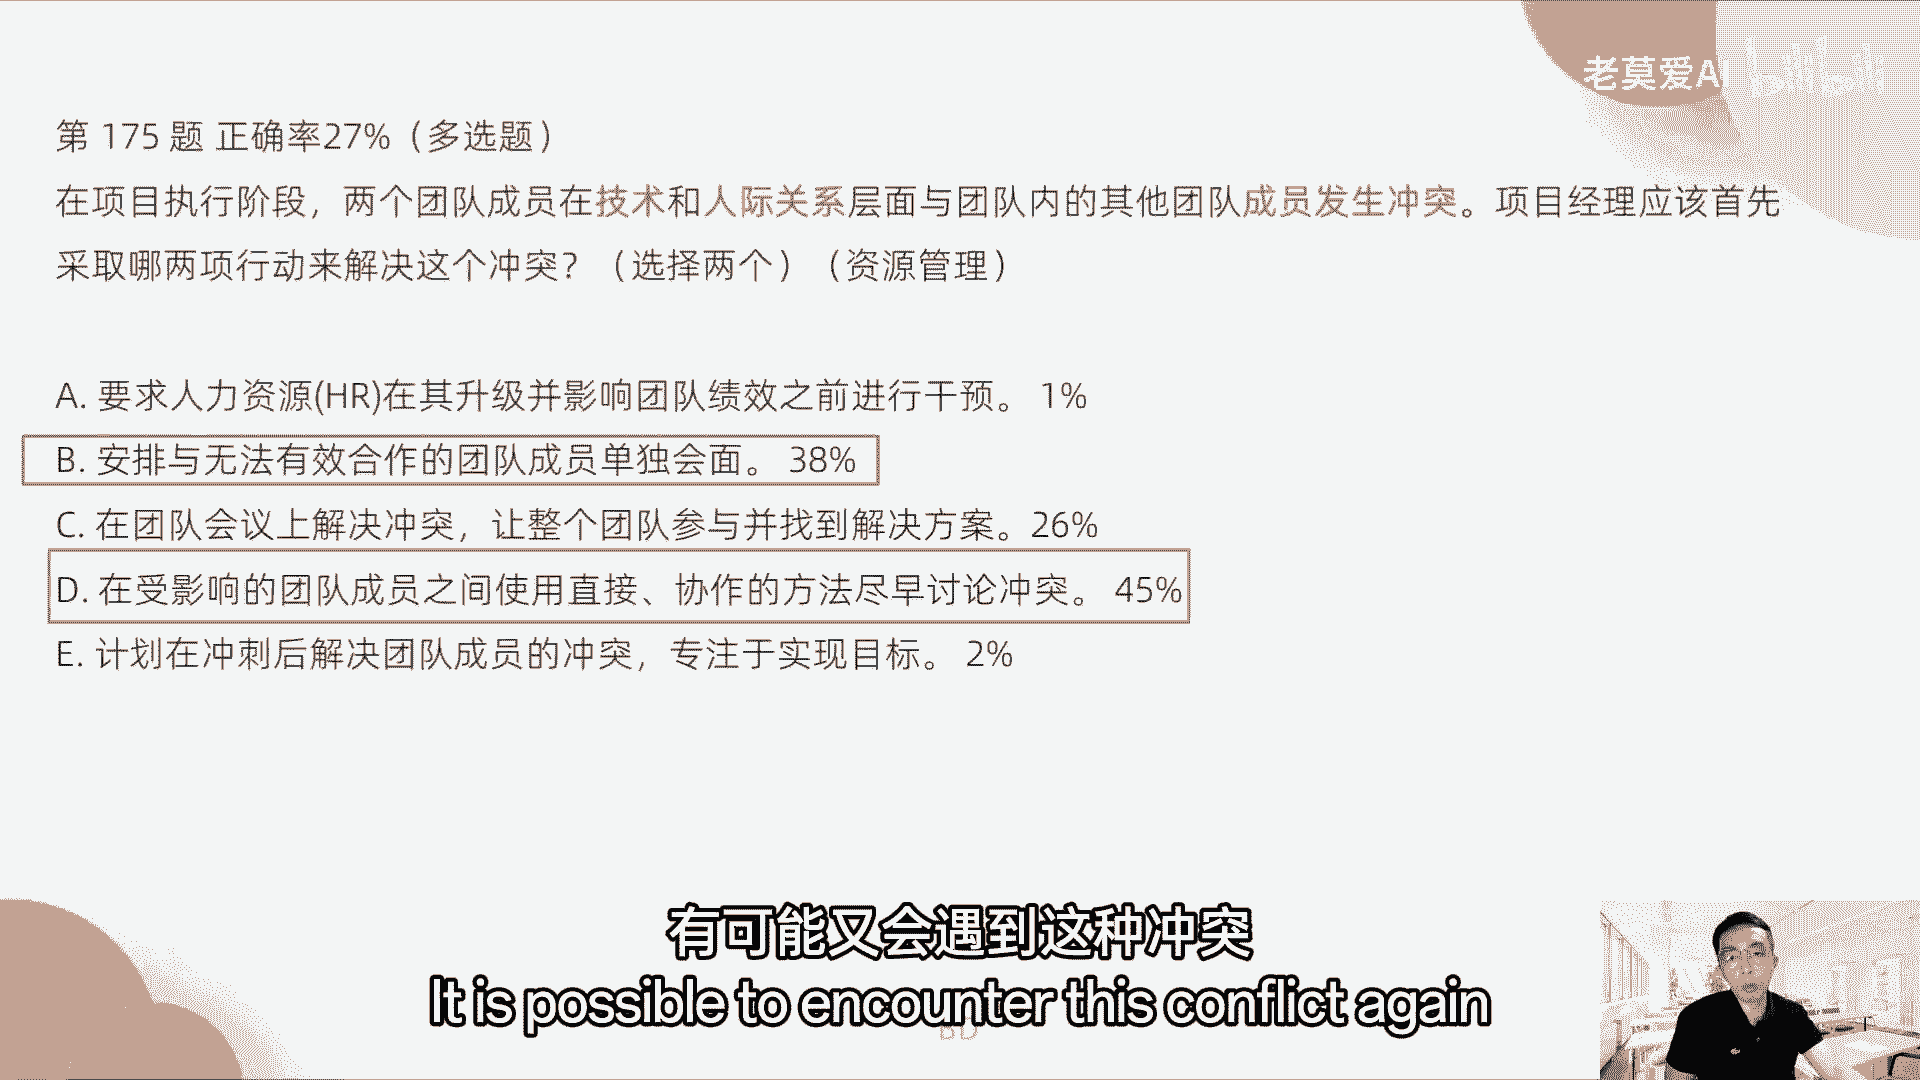 老莫爱AI bilibili
第 175 题 正确率27%（多选题）
在项目执行阶段，两个团队成员在技术和人际关系层面与团队内的其他团队成员发生冲突。项目经理应该首先
采取哪两项行动来解决这个冲突？（选择两个）（资源管理）
A. 要求人力资源(HR)在其升级并影响团队绩效之前进行干预。 1%
B. 安排与无法有效合作的团队成员单独会面。 38%
C. 在团队会议上解决冲突，让整个团队参与并找到解决方案。26%
D. 在受影响的团队成员之间使用直接、协作的方法尽早讨论冲突。 45%
E. 计划在冲刺后解决团队成员的冲突，专注于实现目标。 2%
有可能又会遇到这种冲突
It is possible to encounter this conflict again
BD